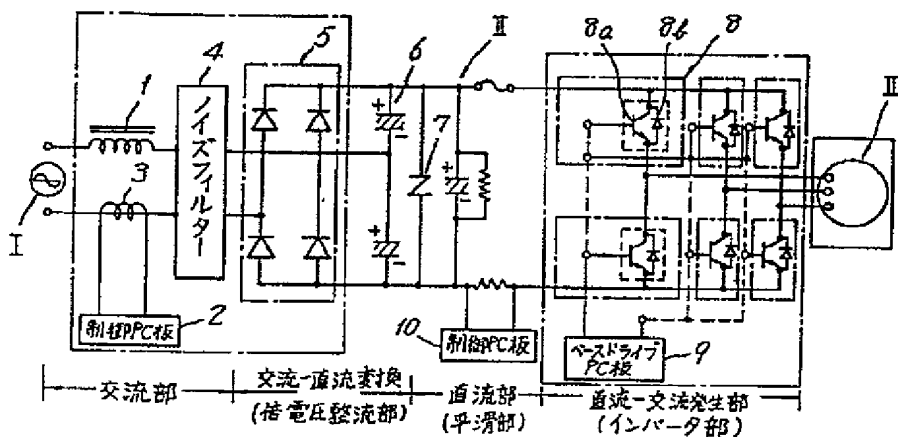 I
1
3
2
4
5
6
7
II
8a
8b
8
III
9
10
ノイズフィルター
制御PC板
制御PC板
ベースドライブ
PC板
+
-
+
-
+
-
交流部
交流-直流変換
(倍電圧整流部)
直流部
(平滑部)
直流-交流発生部
(インバータ部)